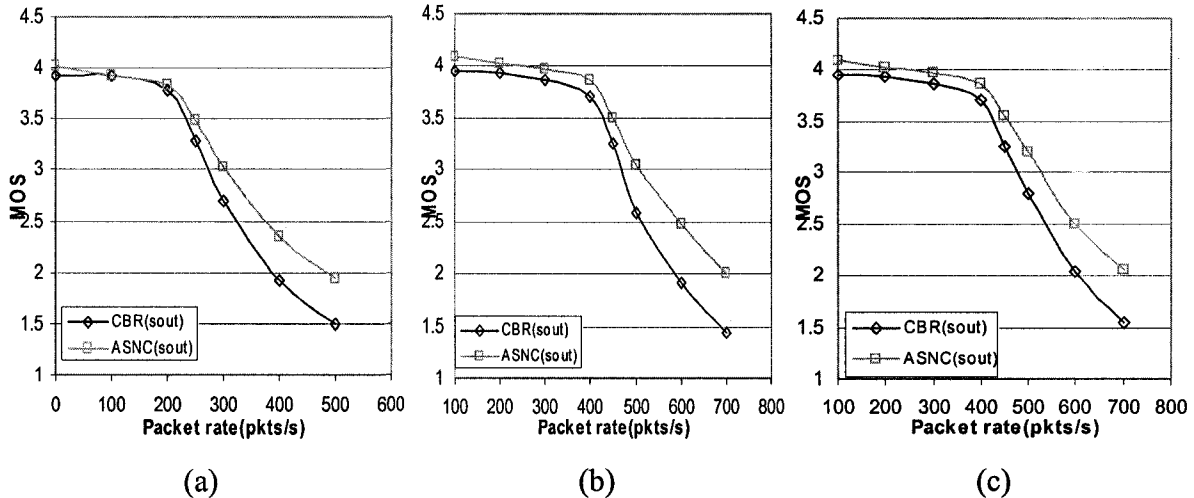 4.5
4
3.5
3
2.5
2
1.5
1
MOS
CBR(sout)
ASNC(sout)
0 100 200 300 400 500 600
Packet rate(pkts/s)
(a)
4.5
4
3.5
3
2.5
2
1.5
1
MOS
CBR(sout)
ASNC(sout)
100 200 300 400 500 600 700 800
Packet rate(pkts/s)
(b)
4.5
4
3.5
3
2.5
2
1.5
1
MOS
CBR(sout)
ASNC(sout)
100 200 300 400 500 600 700 800
Packet rate(pkts/s)
(c)